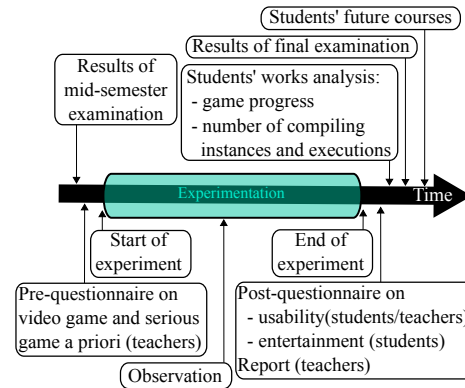 Students' future courses
Results of final examination
Students' works analysis:
- game progress
- number of compiling
instances and executions
Results of
mid-semester
examination
Experimentation
Time
Start of
experiment
End of
experiment
Pre-questionnaire on
video game and serious
game a priori (teachers)
Observation
Post-questionnaire on
- usability(students/teachers)
- entertainment (students)
Report (teachers)